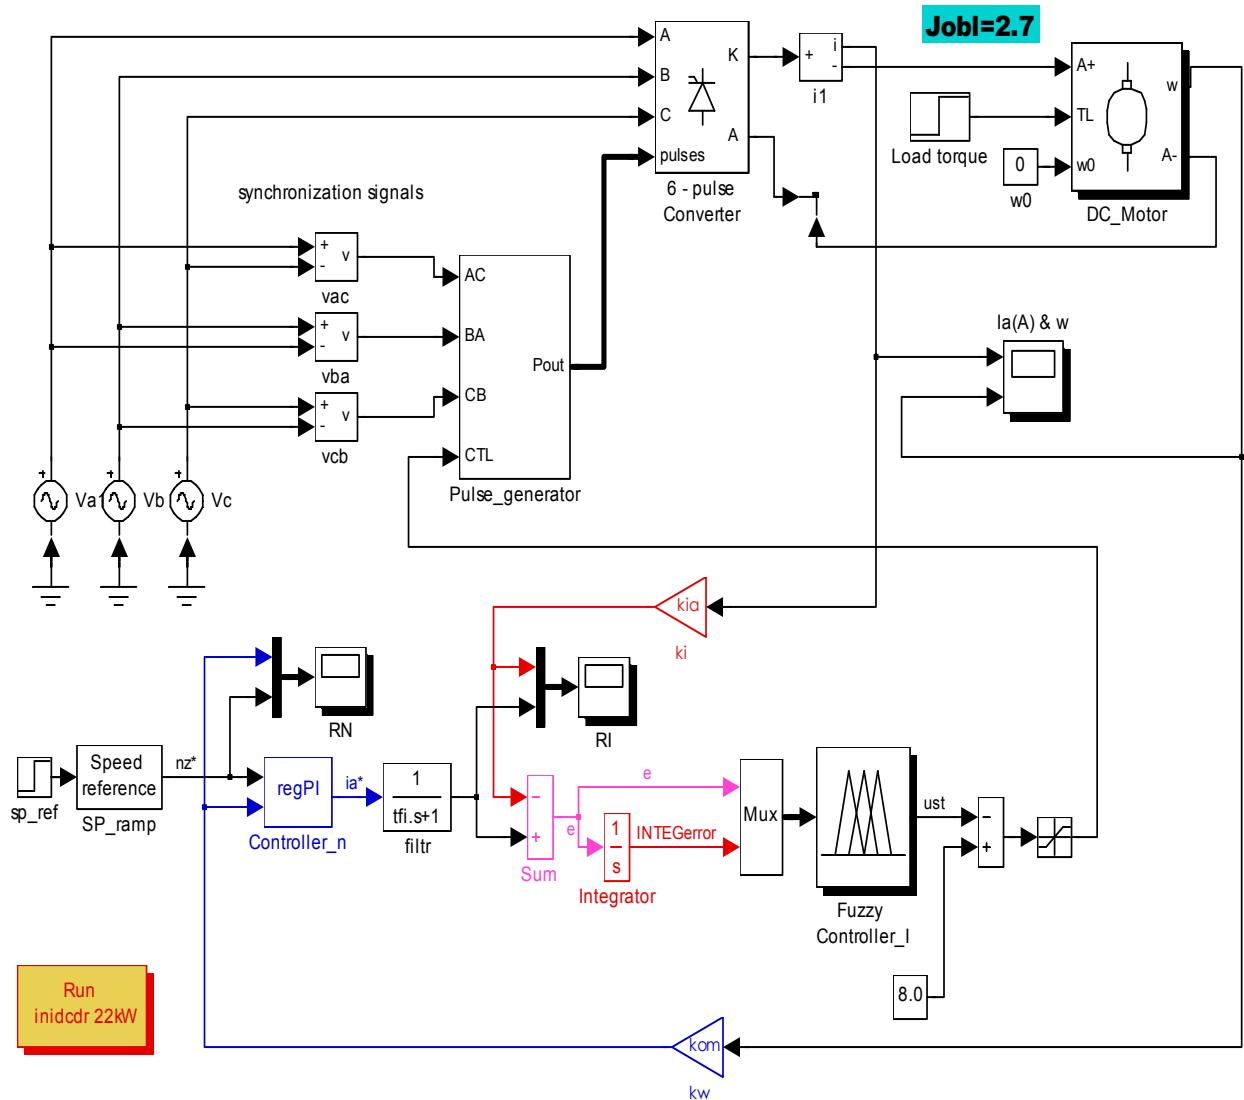 Jobl=2.7
A
B
C
pulses
K
A
6 - pulse
Converter
+
i
-
i1
A+
TL
w0
w
A-
DC_Motor
Load torque
0
w0
synchronization signals
+
-
v
vac
+
-
v
vba
+
-
v
vcb
AC
BA
CB
CTL
Pout
Pulse_generator
Ia(A) & w
+
Va1
+
Vb
+
Vc
kia
ki
RN
RI
sp_ref
Speed
reference
SP_ramp
nz*
regPI
Controller_n
ia*
1
tfi.s+1
filtr
-
+
Sum
e
e
1
s
Integrator
INTEGerror
Mux
Fuzzy
Controller_I
ust
-
+
8.0
Run
inidcdr 22kW
kom
kw